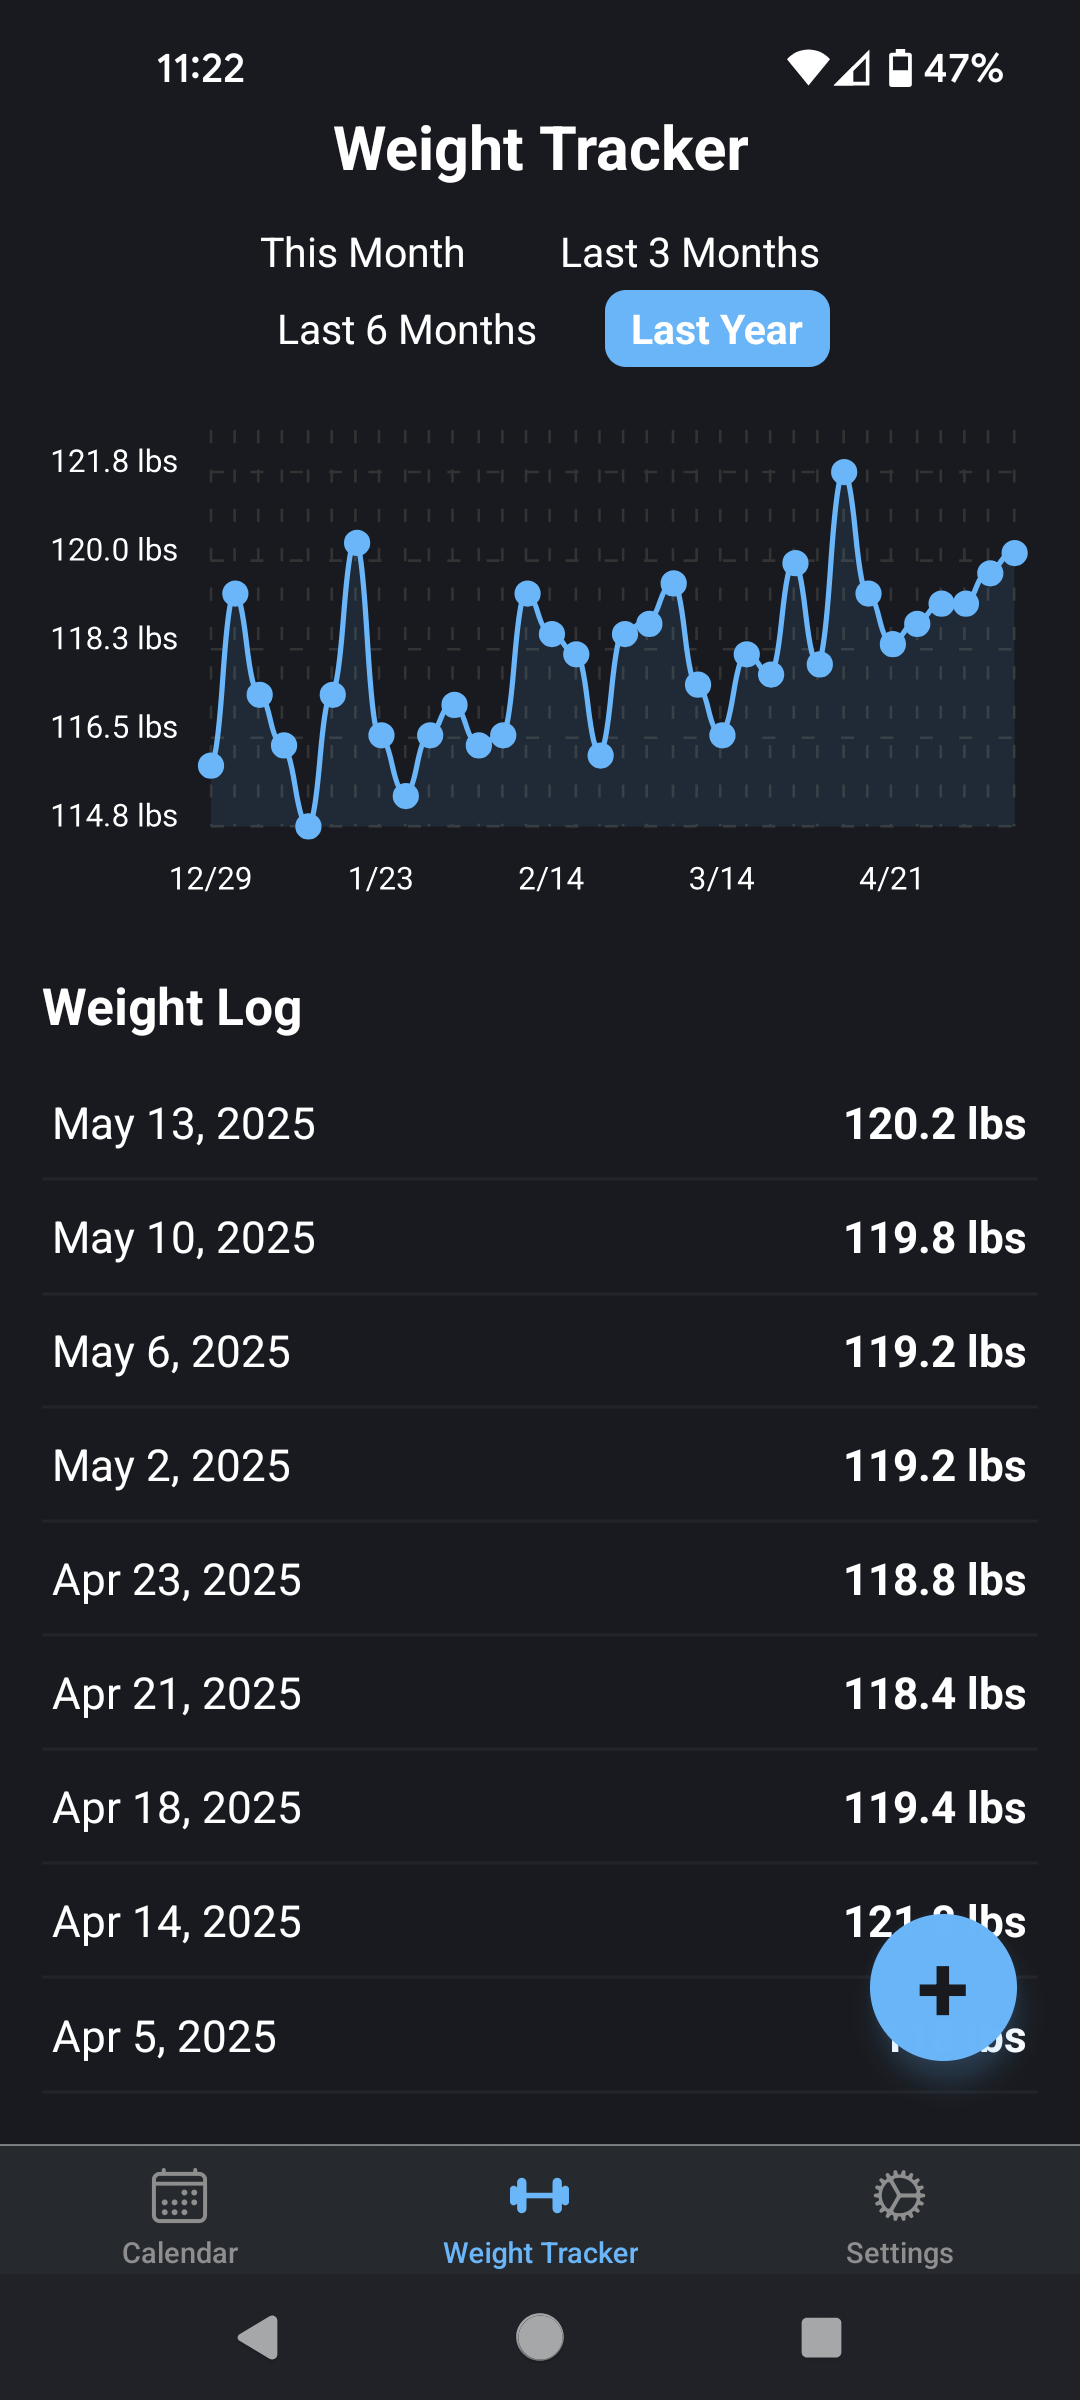 11:22 47%
Weight Tracker
This Month Last 3 Months
Last 6 Months Last Year
121.8 lbs
120.0 lbs
118.3 lbs
116.5 lbs
114.8 lbs
12/29 1/23 2/14 3/14 4/21
Weight Log
May 13, 2025 120.2 lbs
May 10, 2025 119.8 lbs
May 6, 2025 119.2 lbs
May 2, 2025 119.2 lbs
Apr 23, 2025 118.8 lbs
Apr 21, 2025 118.4 lbs
Apr 18, 2025 119.4 lbs
Apr 14, 2025 121.8 lbs
Apr 5, 2025 lbs
+
Calendar Weight Tracker Settings